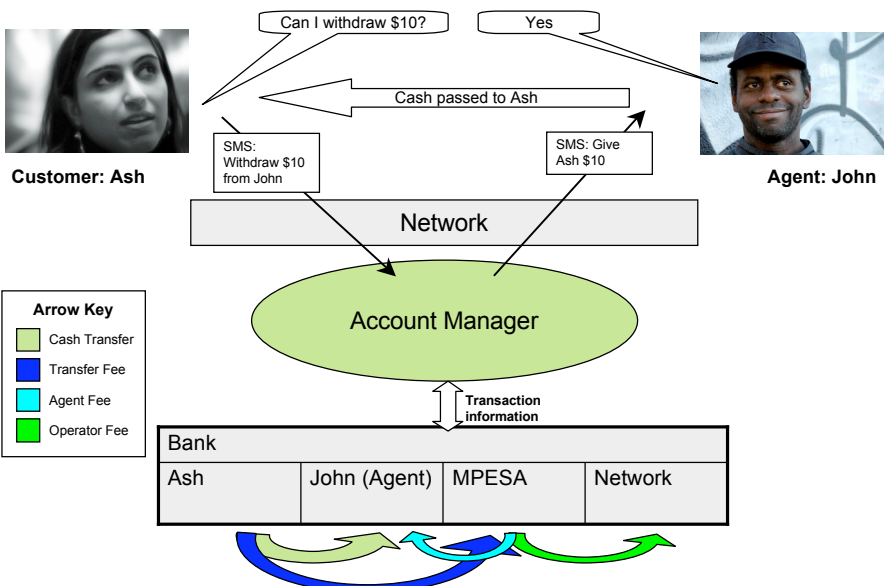 Can I withdraw $10?
Yes
Cash passed to Ash
SMS:
Withdraw $10
from John
SMS: Give
Ash $10
Customer: Ash
Agent: John
Network
Account Manager
Arrow Key
Cash Transfer
Transfer Fee
Agent Fee
Operator Fee
Transaction
information
Bank
Ash
John (Agent)
MPESA
Network